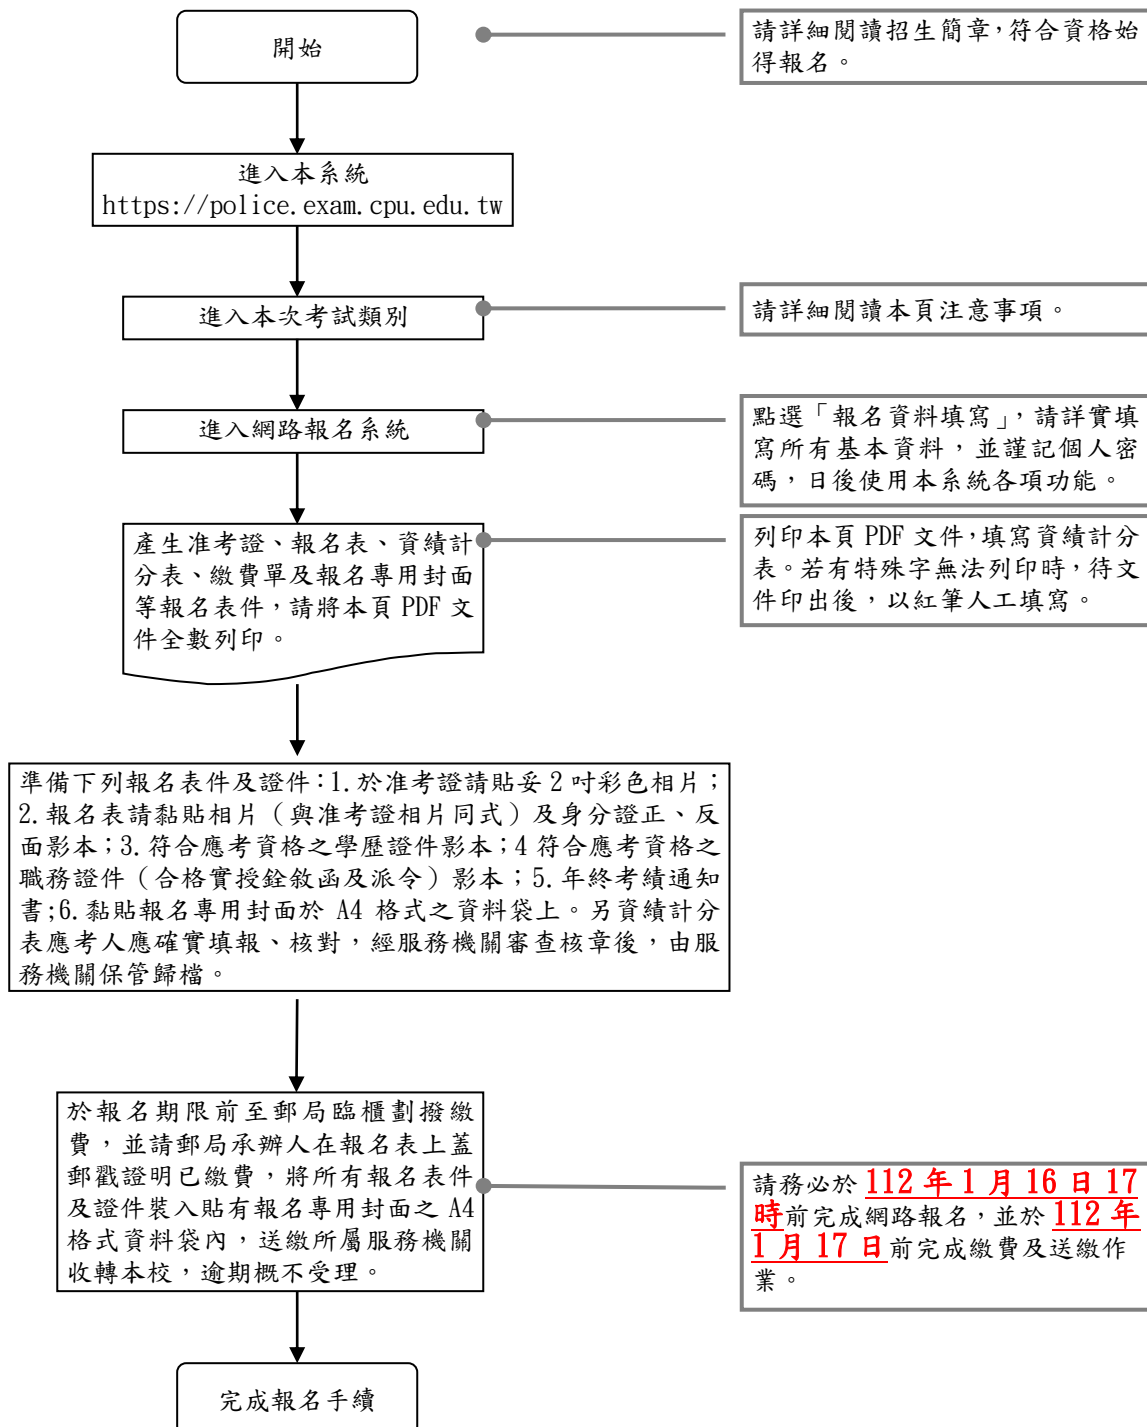 開始
請詳細閱讀招生簡章,符合資格始
得報名。
進入本系統
https://police.exam.cpu.edu.tw
進入本次考試類別
請詳細閱讀本頁注意事項。
進入網路報名系統
點選「報名資料填寫」,請詳實填
寫所有基本資料,並謹記個人密
碼,日後使用本系統各項功能。
產生准考證、報名表、資績計
分表、繳費單及報名專用封面
等報名表件,請將本頁 PDF 文
件全數列印。
列印本頁 PDF 文件,填寫資績計分
表。若有特殊字無法列印時,待文
件印出後,以紅筆人工填寫。
準備下列報名表件及證件:1.於准考證請貼妥 2 吋彩色相片;
2.報名表請黏貼相片（與准考證相片同式）及身分證正、反
面影本;3.符合應考資格之學歷證件影本;4 符合應考資格之
職務證件（合格實授銓敘函及派令）影本;5.年終考績通知
書;6.黏貼報名專用封面於 A4 格式之資料袋上。另資績計分
表應考人應確實填報、核對,經服務機關審查核章後,由服
務機關保管歸檔。
於報名期限前至郵局臨櫃劃撥繳
費,並請郵局承辦人在報名表上蓋
郵戳證明已繳費,將所有報名表件
及證件裝入貼有報名專用封面之 A4
格式資料袋內,送繳所屬服務機關
收轉本校,逾期概不受理。
請務必於 112 年 1 月 16 日 17
時前完成網路報名,並於 112 年
1 月 17 日前完成繳費及送繳作
業。
完成報名手續